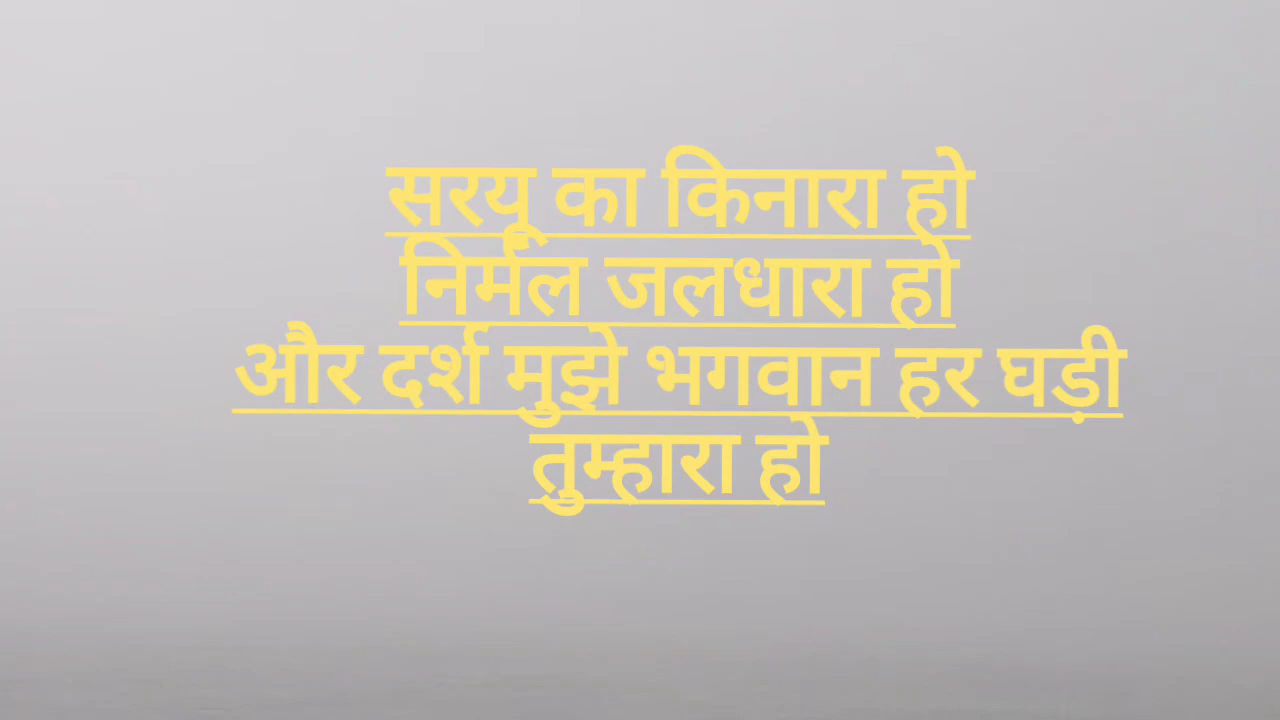 सरयू का किनारा हो
निर्मल जलधारा हो
और दर्श मुझे भगवान हर घड़ी
तुम्हारा हो